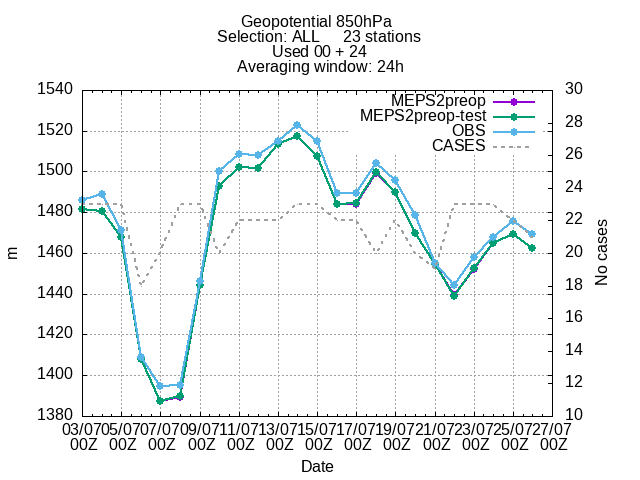 Geopotential 850hPa
Selection: ALL 23 stations
Used 00 + 24
Averaging window: 24h
1540
1520
1500
1480
1460
1440
1420
1400
1380
m
30
28
26
24
22
20
18
16
14
12
10
No cases
MEPS2preop
MEPS2preop-test
OBS
CASES
03/07 05/07 07/07 09/07 11/07 13/07 15/07 17/07 19/07 21/07 23/07 25/07 27/07
00Z 00Z 00Z 00Z 00Z 00Z 00Z 00Z 00Z 00Z 00Z 00Z 00Z
Date